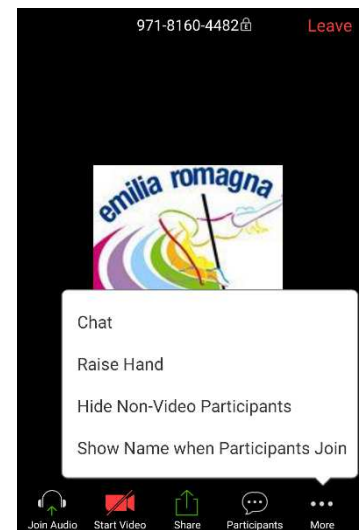 971-8160-4482
Leave
emilia romagna
Chat
Raise Hand
Hide Non-Video Participants
Show Name when Participants Join
Join Audio Start Video Share Participants More